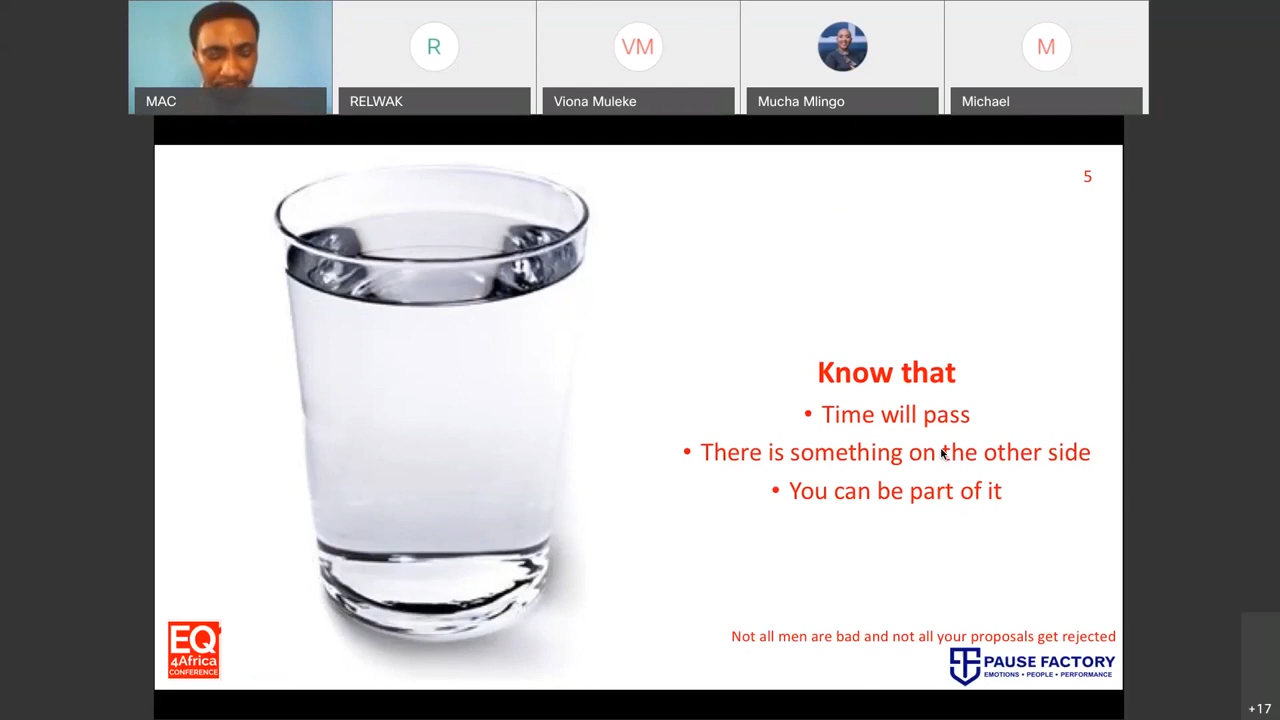 R
VM
M
MAC
RELWAK
Viona Muleke
Mucha Mlingo
Michael
5
Know that
• Time will pass
• There is something on the other side
• You can be part of it
Not all men are bad and not all your proposals get rejected
EQ
4Africa
CONFERENCE
PAUSE FACTORY
EMOTIONS • PEOPLE • PERFORMANCE
+17